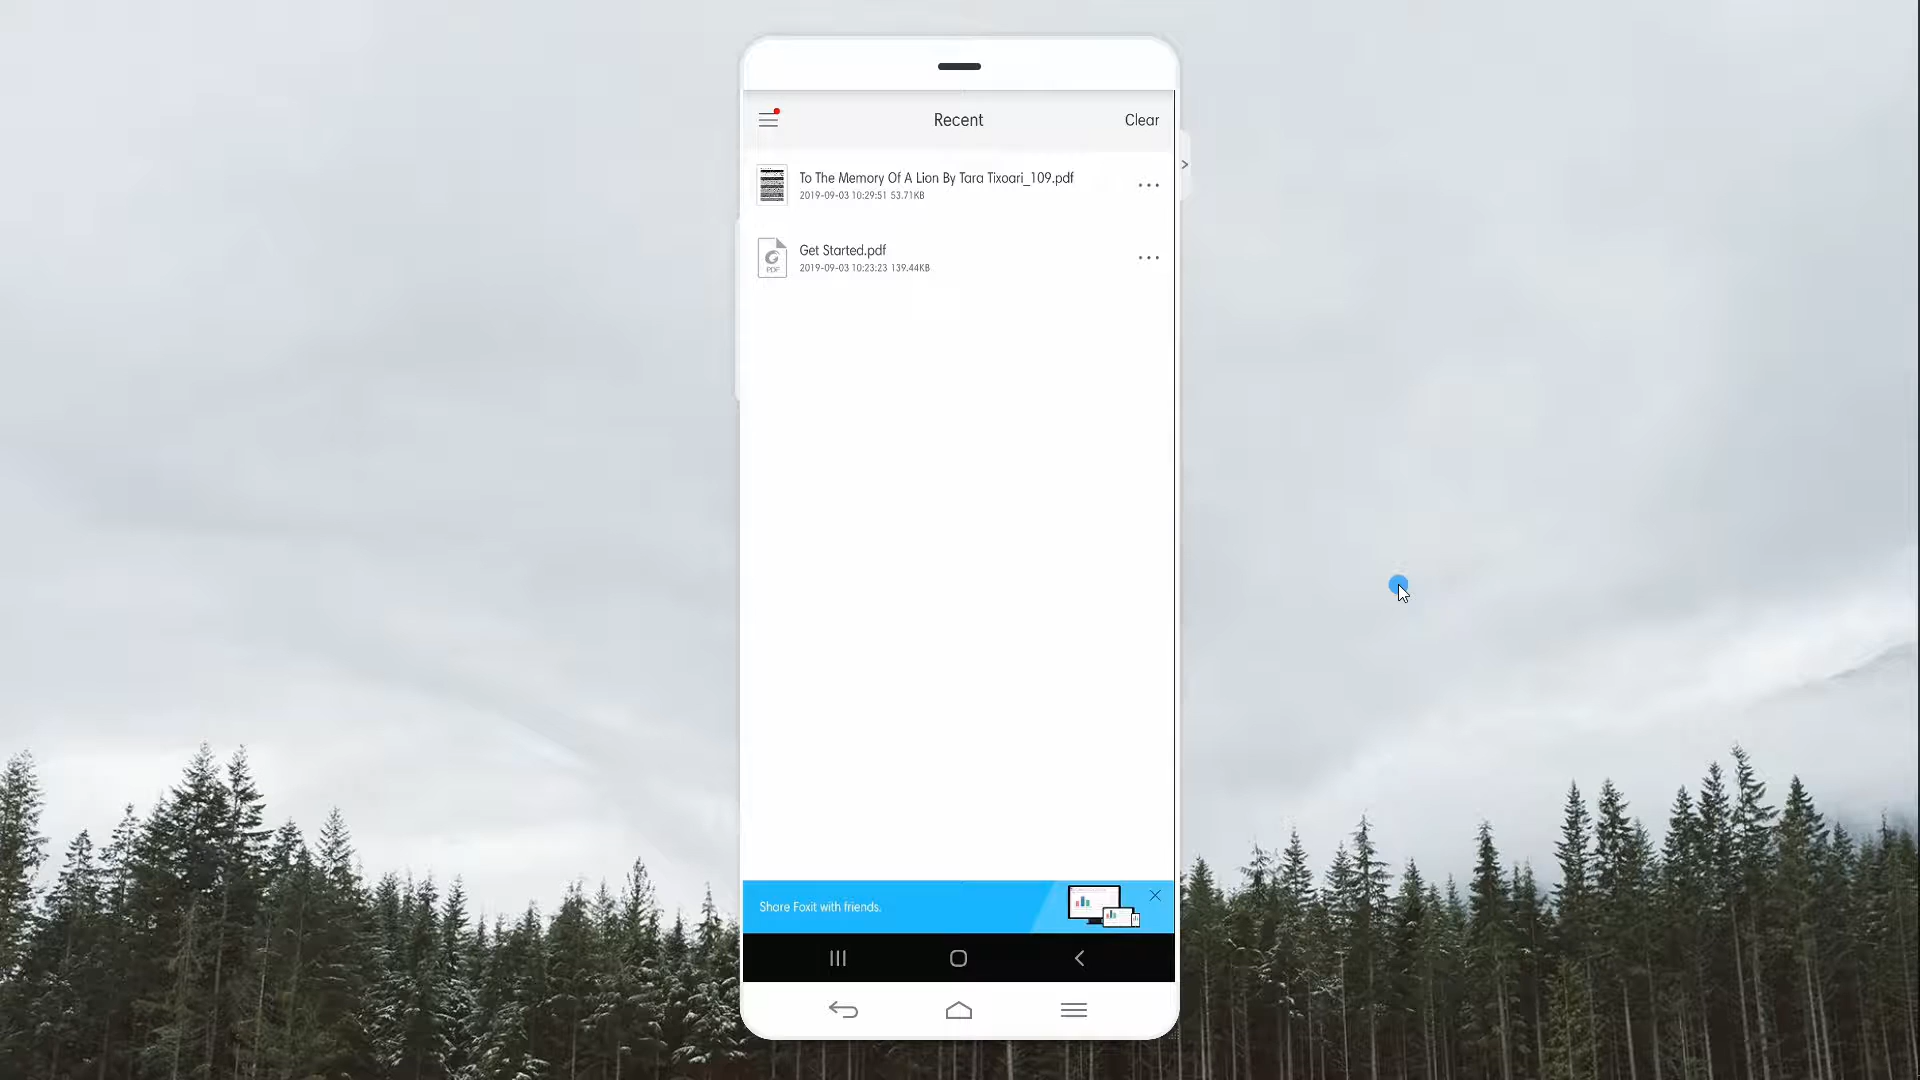 Recent
Clear
To The Memory Of A Lion By Tara Tixoari_109.pdf
2019-09-03 10:29:51 53.71KB
Get Started.pdf
2019-09-03 10:23:23 139.44KB
PDF
Share Foxit with friends.